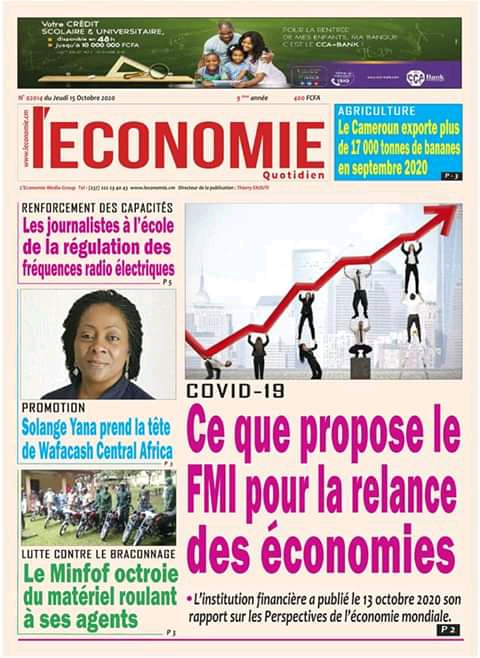 Votre CRÉDIT
SCOLAIRE & UNIVERSITAIRE,
disponible en 48h
jusqu'à 10 000 000 FCFA
POUR LA RENTRÉE
DE MES ENFANTS, MA BANQUE
C'EST LE CCA-BANK!
CCA Bank
N° 02014 du Jeudi 15 Octobre 2020
9 ème année
400 FCFA
www.leconomie.cm
l'ECONOMIE
Quotidien
L'Economie Media Group Tel : (237) 222 23 40 43 www.leconomie.cm Directeur de la publication : Thierry EKOUTI
AGRICULTURE
Le Cameroun exporte plus
de 17 000 tonnes de bananes
en septembre 2020
P - 3
RENFORCEMENT DES CAPACITÉS
Les journalistes à l'école
de la régulation des
fréquences radio électriques
P 5
PROMOTION
Solange Yana prend la tête
de Wafacash Central Africa
P 3
LUTTE CONTRE LE BRACONNAGE
Le Minfof octroie
du matériel roulant
à ses agents
P 3
COVID-19
Ce que propose le
FMI pour la relance
des économies
• L'institution financière a publié le 13 octobre 2020 son
rapport sur les Perspectives de l'économie mondiale.
P 2